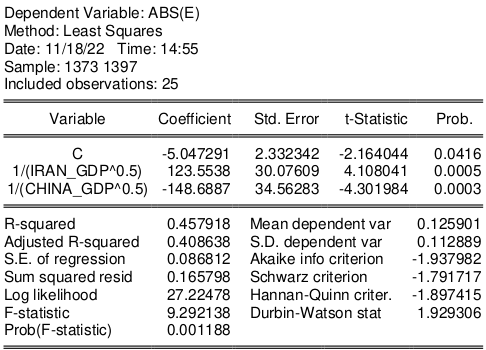 Dependent Variable: ABS(E)
Method: Least Squares
Date: 11/18/22 Time: 14:55
Sample: 1373 1397
Included observations: 25
Variable Coefficient Std. Error t-Statistic Prob.
C -5.047291 2.332342 -2.164044 0.0416
1/(IRAN_GDP^0.5) 123.5538 30.07609 4.108041 0.0005
1/(CHINA_GDP^0.5) -148.6887 34.56283 -4.301984 0.0003
R-squared 0.457918 Mean dependent var 0.125901
Adjusted R-squared 0.408638 S.D. dependent var 0.112889
S.E. of regression 0.086812 Akaike info criterion -1.937982
Sum squared resid 0.165798 Schwarz criterion -1.791717
Log likelihood 27.22478 Hannan-Quinn criter. -1.897415
F-statistic 9.292138 Durbin-Watson stat 1.929306
Prob(F-statistic) 0.001188